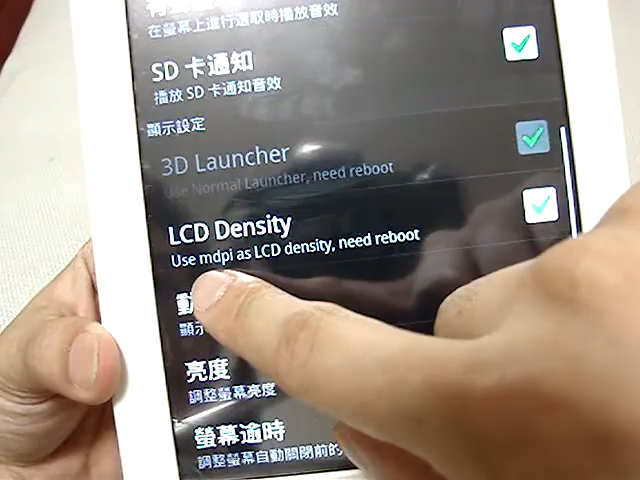 在螢幕上進行選取時播放音效
SD 卡通知
播放 SD 卡通知音效
顯示設定
3D Launcher
Use Normal Launcher, need reboot
LCD Density
Use mdpi as LCD density, need reboot
動
顯示
亮度
調整螢幕亮度
螢幕逾時
調整螢幕自動關閉前的